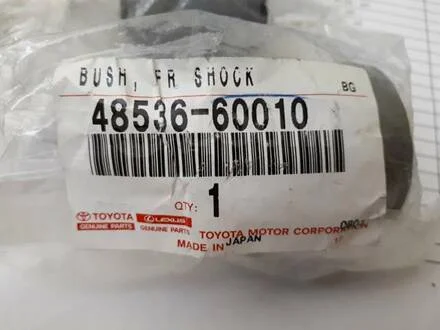 BUSH, FR SHOCK
BG
48536-60010
QTY: 1
TOYOTA LEXUS
GENUINE PARTS GENUINE PARTS
TOYOTA MOTOR CORPORATION
MADE IN JAPAN